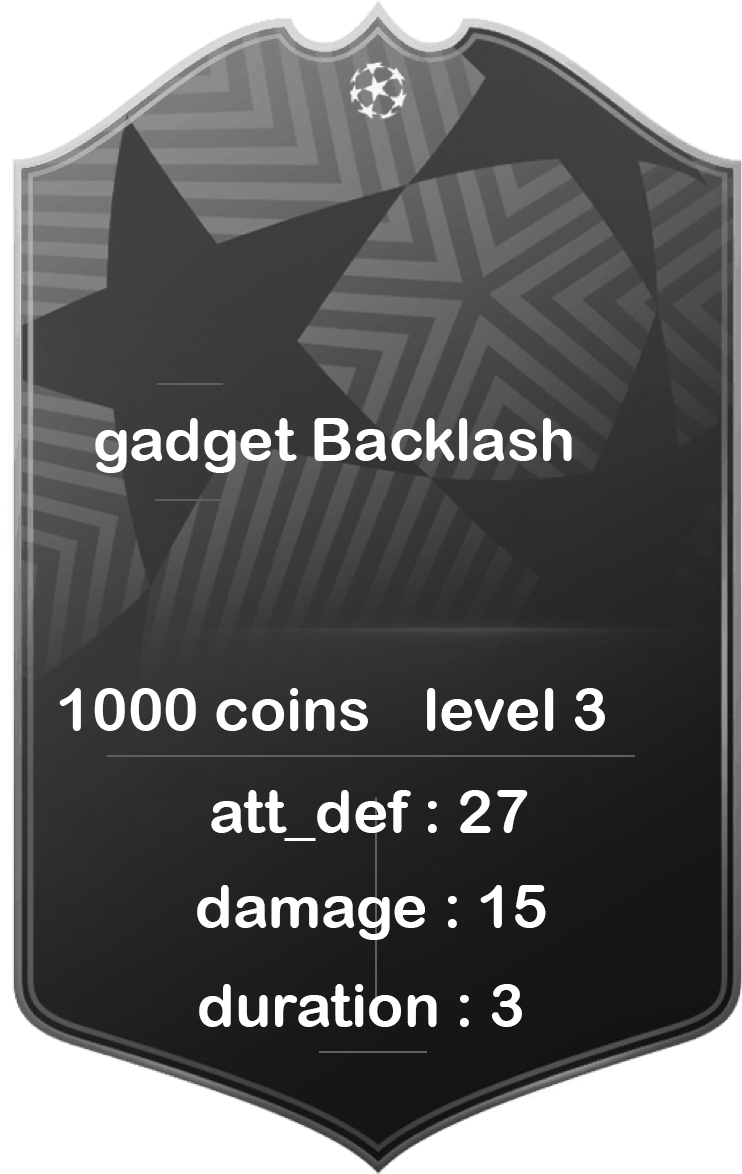 gadget Backlash
1000 coins level 3
att_def : 27
damage : 15
duration : 3